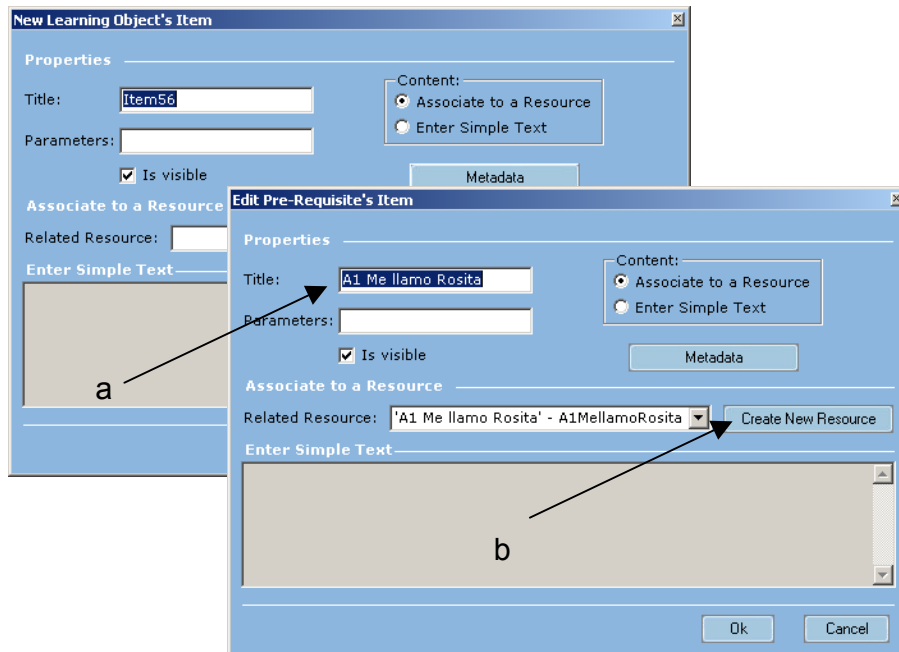 New Learning Object's Item
Properties
Title: Item56
Parameters:
Is visible
Content:
Associate to a Resource
Enter Simple Text
Metadata
Associate to a Resource
Related Resource:
Enter Simple Text
Edit Pre-Requisite's Item
Properties
Title: A1 Me llamo Rosita
Parameters:
Is visible
Content:
Associate to a Resource
Enter Simple Text
Metadata
Associate to a Resource
Related Resource: 'A1 Me llamo Rosita' - A1MellamoRosita Create New Resource
Enter Simple Text
Ok Cancel
a
b